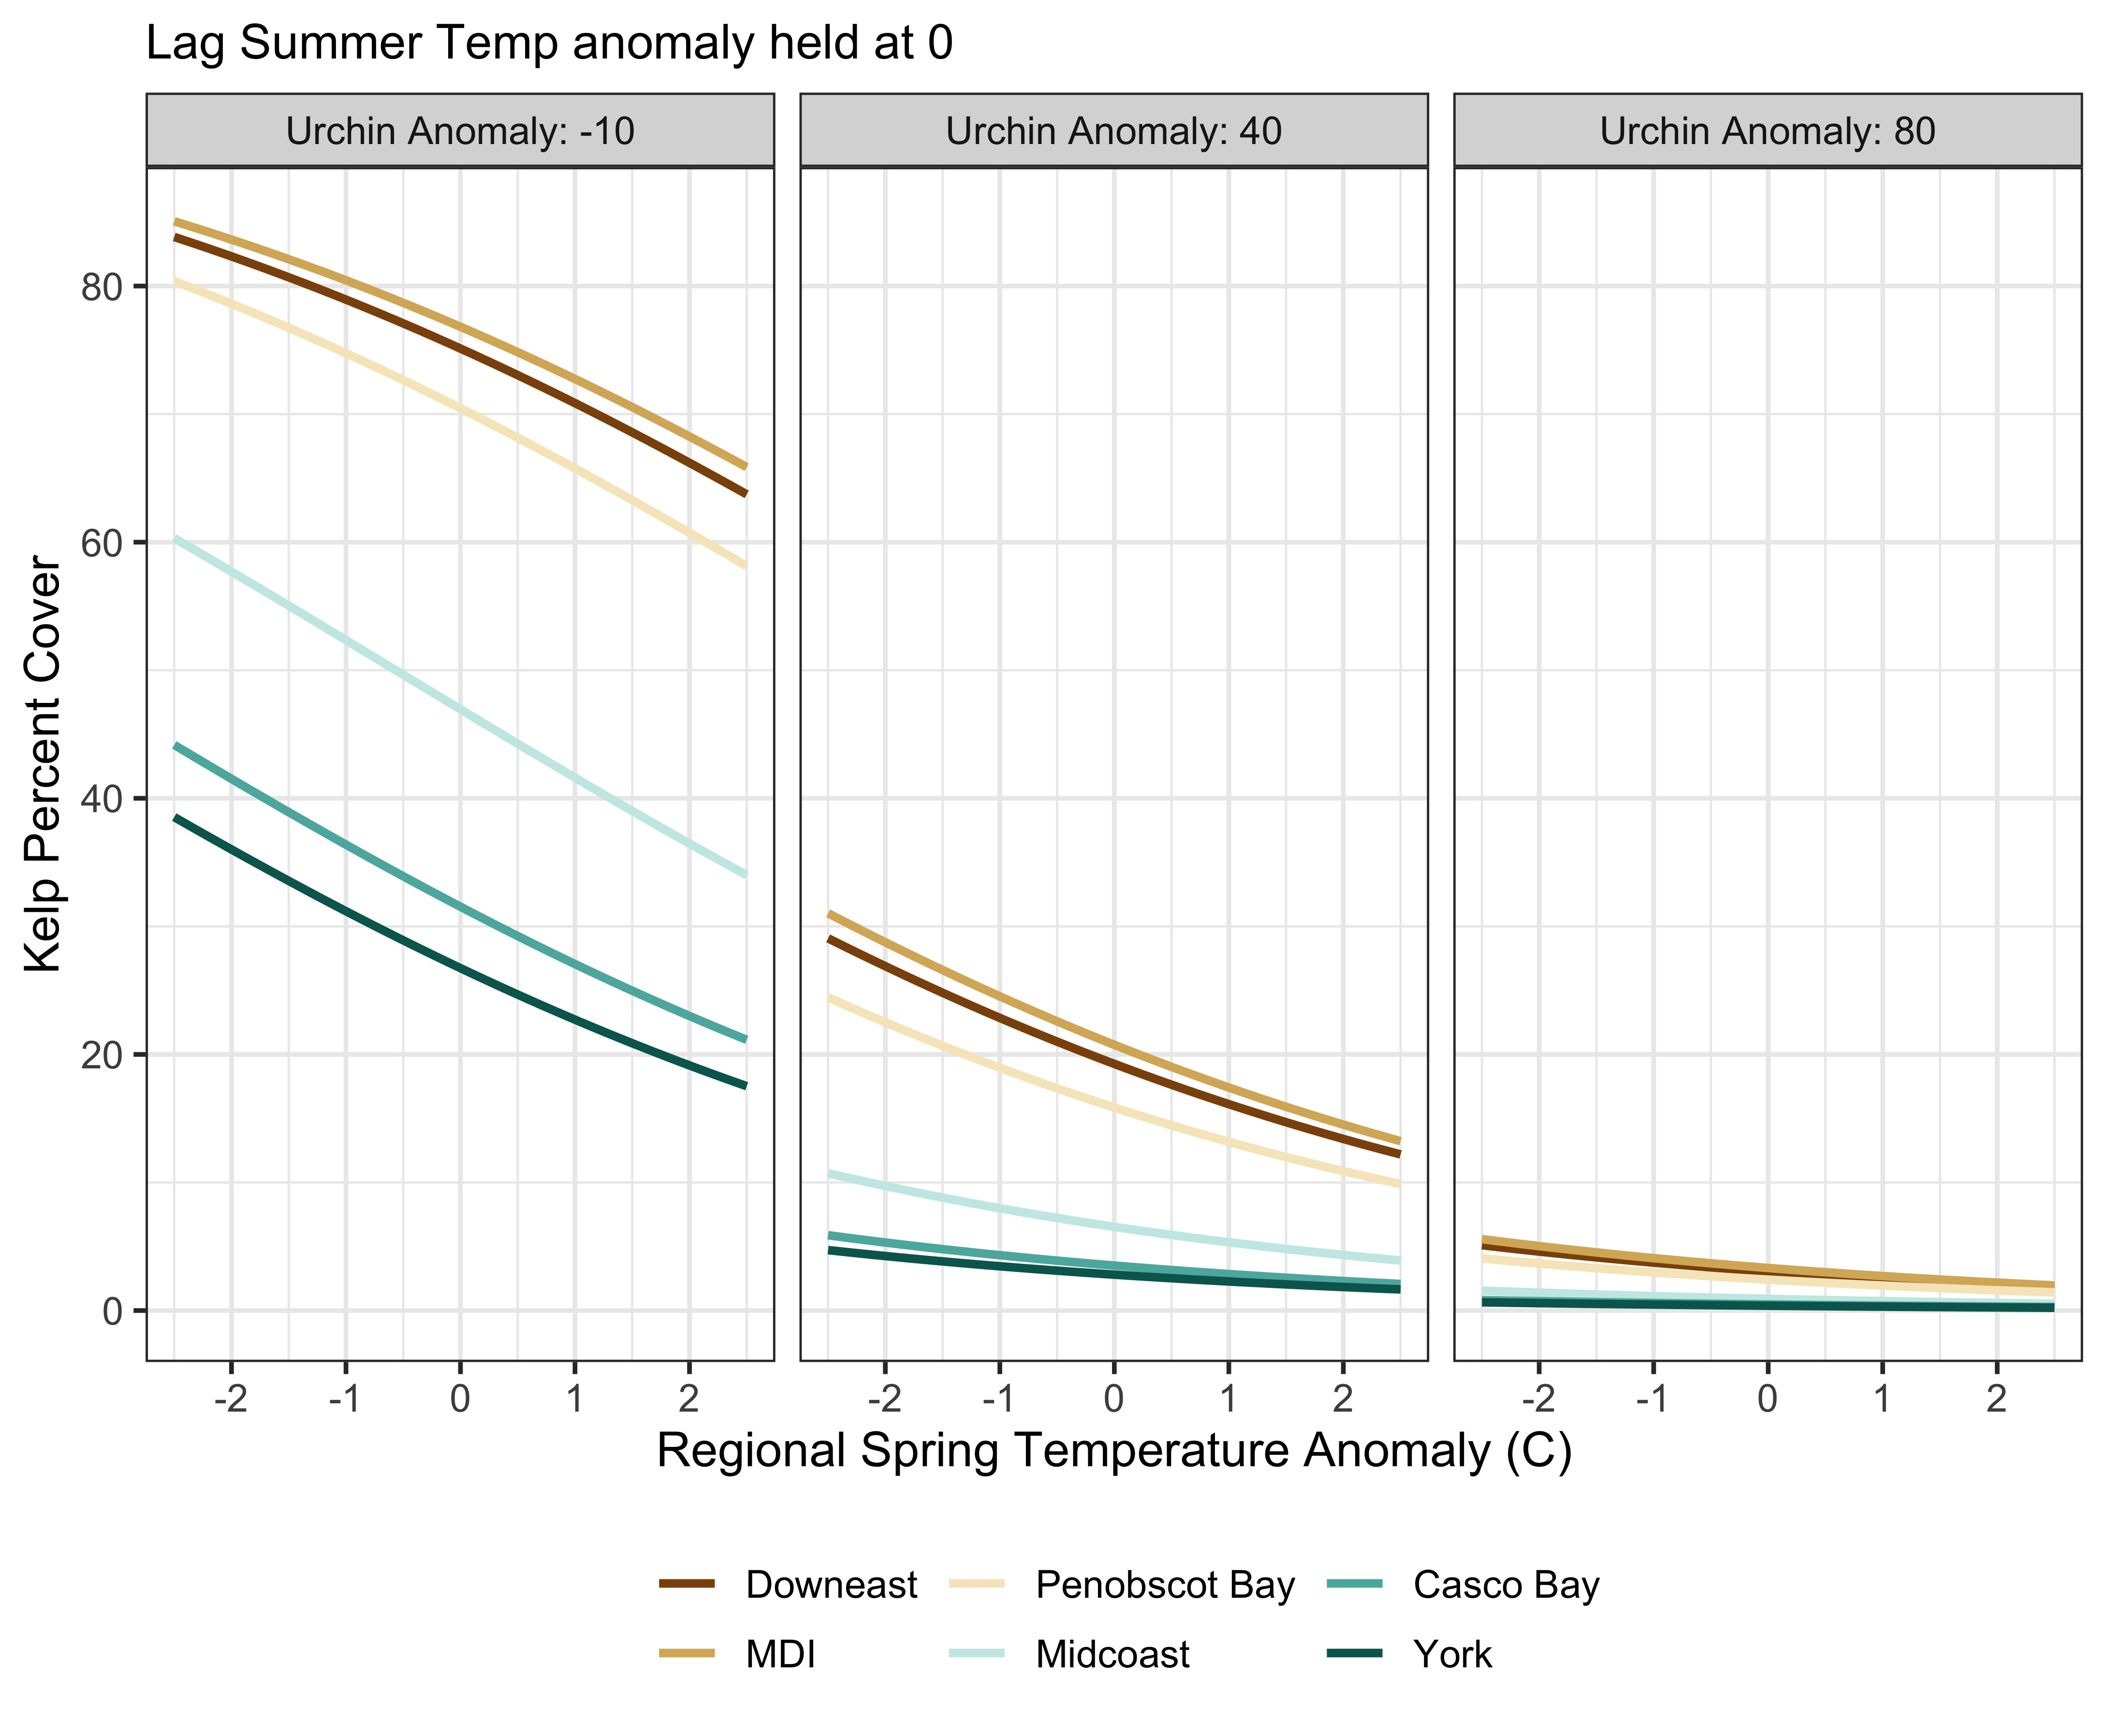 Lag Summer Temp anomaly held at 0
Urchin Anomaly: -10
Urchin Anomaly: 40
Urchin Anomaly: 80
Kelp Percent Cover
80
60
40
20
0
-2 -1 0 1 2
-2 -1 0 1 2
-2 -1 0 1 2
Regional Spring Temperature Anomaly (C)
Downeast Penobscot Bay Casco Bay
MDI Midcoast York